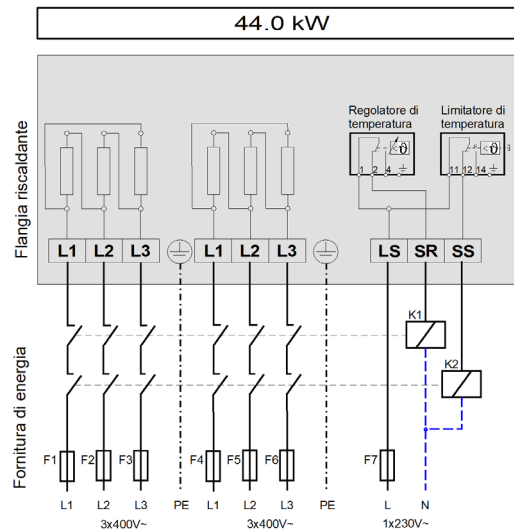 44.0 kW
Flangia riscaldante
Regolatore di temperatura
Limitatore di temperatura
ϑ
ϑ
1 2 4
11 12 14
L1 L2 L3 L1 L2 L3 LS SR SS
K1
K2
Fornitura di energia
F1 F2 F3 F4 F5 F6 F7
L1 L2 L3 PE L1 L2 L3 PE L N
3x400V~ 3x400V~ 1x230V~